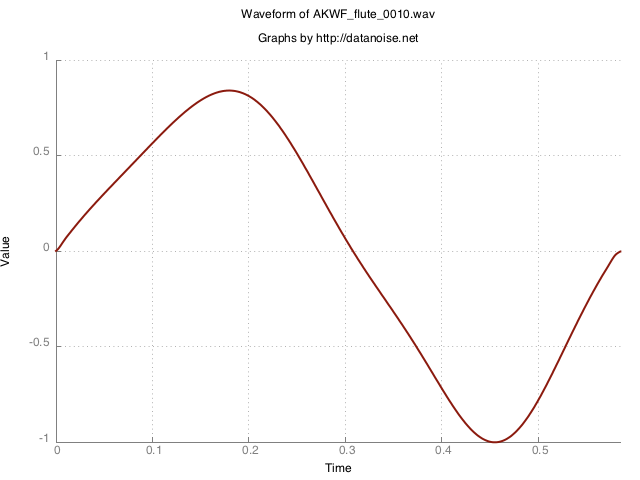 Waveform of AKWF_flute_0010.wav
Graphs by http://datanoise.net
1
0.5
0
-0.5
-1
Value
0 0.1 0.2 0.3 0.4 0.5
Time